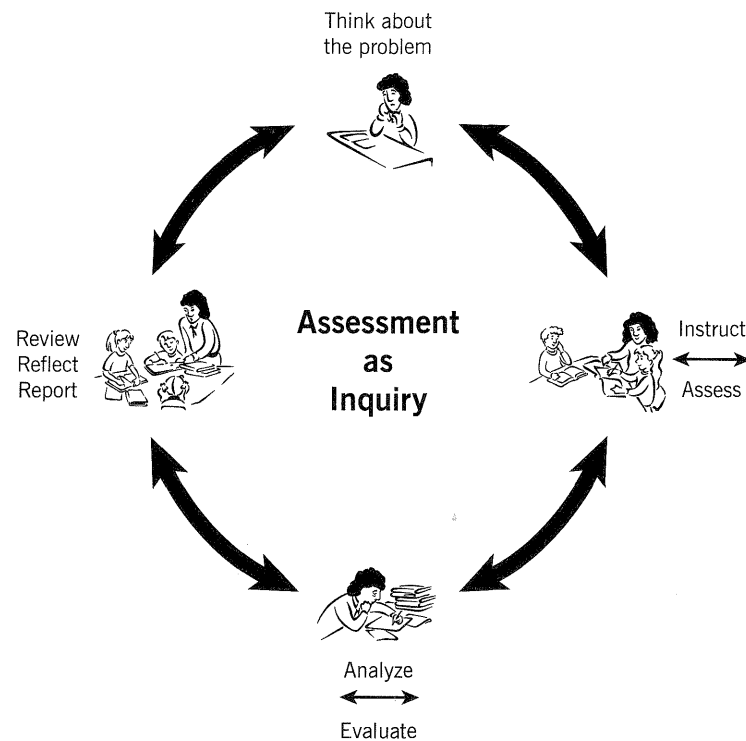 Think about
the problem
Assessment
as
Inquiry
Review
Reflect
Report
Instruct
Assess
Analyze
Evaluate